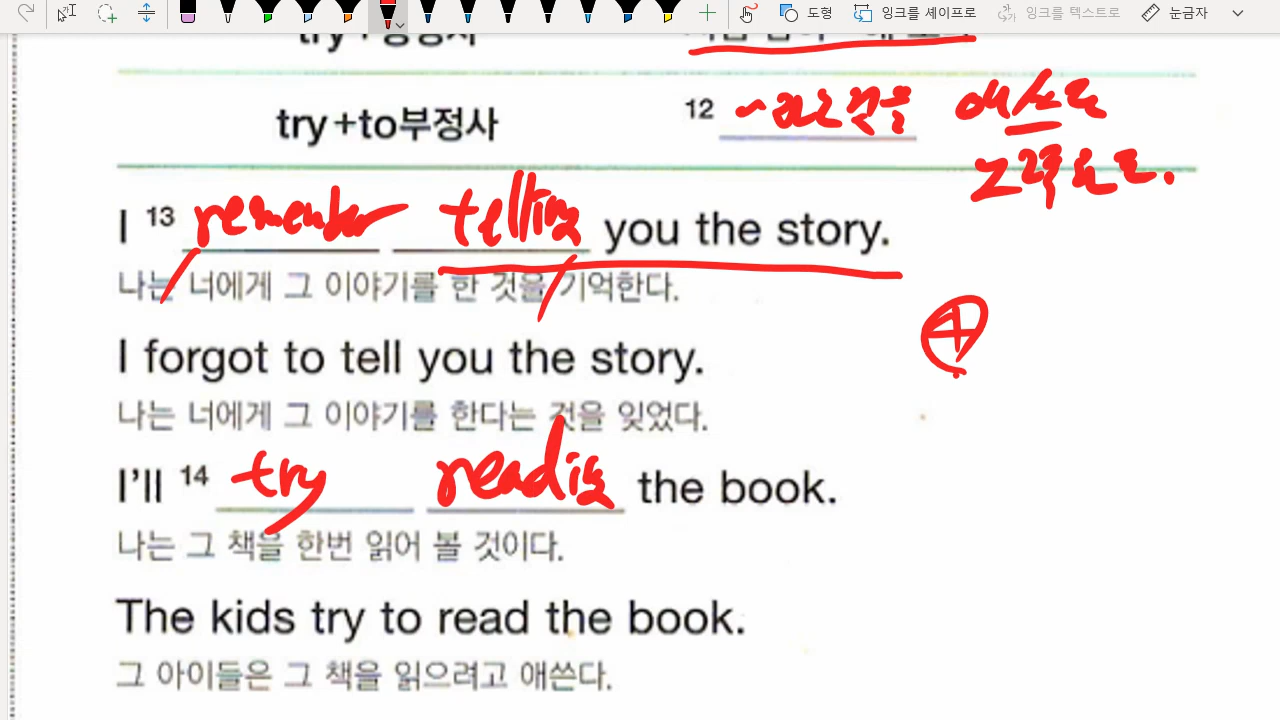 도형 잉크를 셰이프로 잉크를 텍스트로 눈금자
try+to부정사 12 애쓰도
I 13 remember telling you the story.
나는 너에게 그 이야기를 한 것을 기억한다.
I forgot to tell you the story.
나는 너에게 그 이야기를 한다는 것을 잊었다.
I'll 14 try reading the book.
나는 그 책을 한번 읽어 볼 것이다.
The kids try to read the book.
그 아이들은 그 책을 읽으려고 애쓴다.